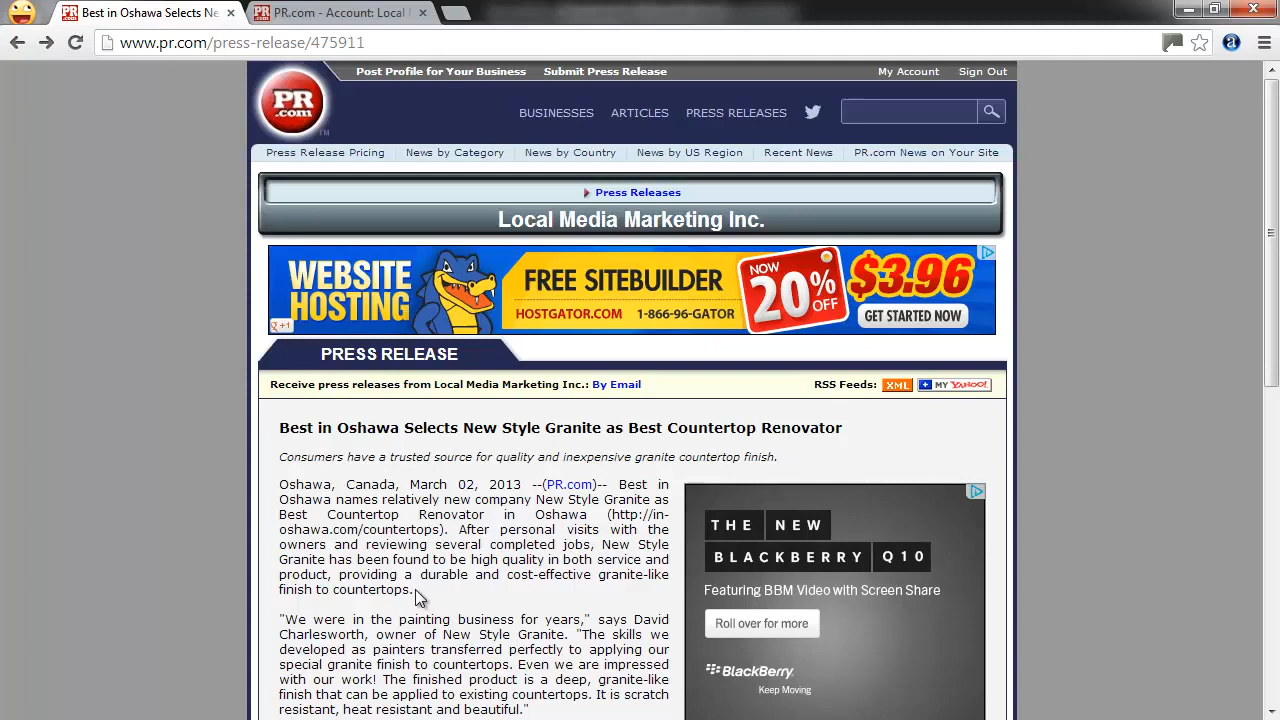 Best in Oshawa Selects Ne
PR.com - Account: Local
www.pr.com/press-release/475911
Post Profile for Your Business Submit Press Release My Account Sign Out
PR .com TM
BUSINESSES ARTICLES PRESS RELEASES
Press Release Pricing News by Category News by Country News by US Region Recent News PR.com News on Your Site
Press Releases
Local Media Marketing Inc.
WEBSITE
HOSTING
g +1
FREE SITEBUILDER
HOSTGATOR.COM 1-866-96-GATOR
NOW
20%
OFF
$3.96
GET STARTED NOW
PRESS RELEASE
Receive press releases from Local Media Marketing Inc.: By Email RSS Feeds: XML + MY YAHOO!
Best in Oshawa Selects New Style Granite as Best Countertop Renovator
Consumers have a trusted source for quality and inexpensive granite countertop finish.
Oshawa, Canada, March 02, 2013 --(PR.com)-- Best in
Oshawa names relatively new company New Style Granite as
Best Countertop Renovator in Oshawa (http://in-
oshawa.com/countertops). After personal visits with the
owners and reviewing several completed jobs, New Style
Granite has been found to be high quality in both service and
product, providing a durable and cost-effective granite-like
finish to countertops.
"We were in the painting business for years," says David
Charlesworth, owner of New Style Granite. "The skills we
developed as painters transferred perfectly to applying our
special granite finish to countertops. Even we are impressed
with our work! The finished product is a deep, granite-like
finish that can be applied to existing countertops. It is scratch
resistant, heat resistant and beautiful."
THE NEW
BLACKBERRY Q10
Featuring BBM Video with Screen Share
Roll over for more
BlackBerry
Keep Moving